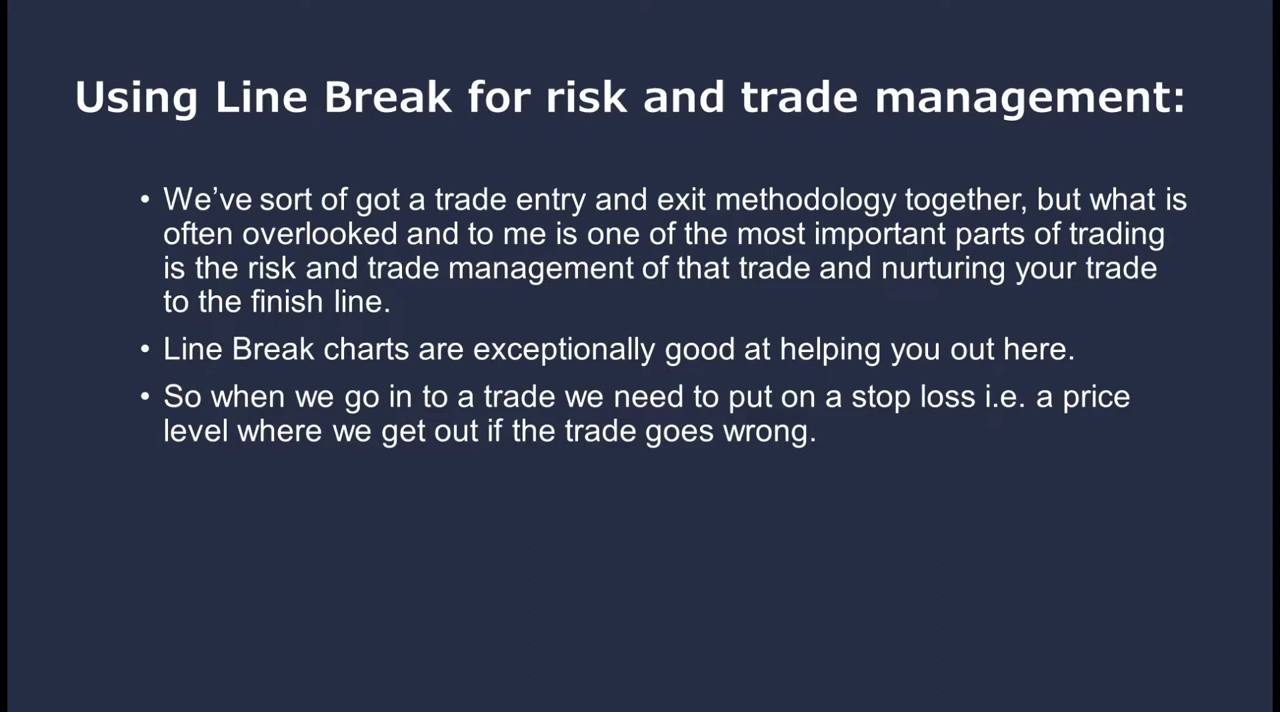 Using Line Break for risk and trade management:
• We’ve sort of got a trade entry and exit methodology together, but what is
often overlooked and to me is one of the most important parts of trading
is the risk and trade management of that trade and nurturing your trade
to the finish line.
• Line Break charts are exceptionally good at helping you out here.
• So when we go in to a trade we need to put on a stop loss i.e. a price
level where we get out if the trade goes wrong.